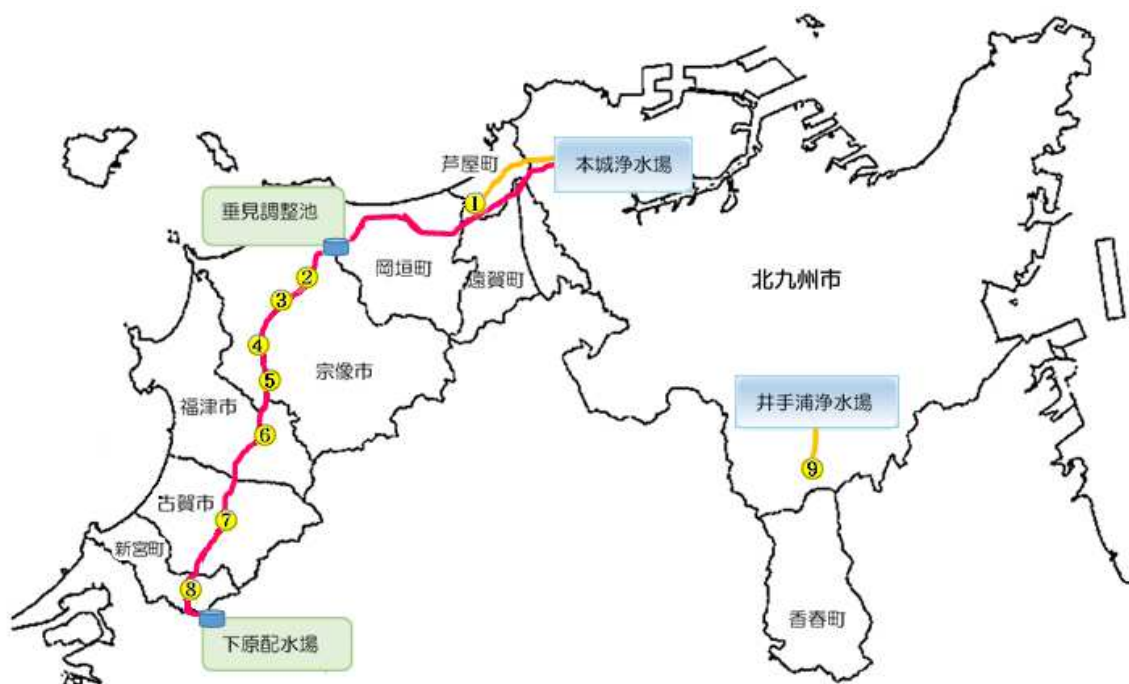 芦屋町
本城浄水場
①
垂見調整池
岡垣町
遠賀町
②
③
北九州市
④
宗像市
⑤
福津市
井手浦浄水場
⑥
⑨
古賀市
⑦
新宮町
⑧
香春町
下原配水場